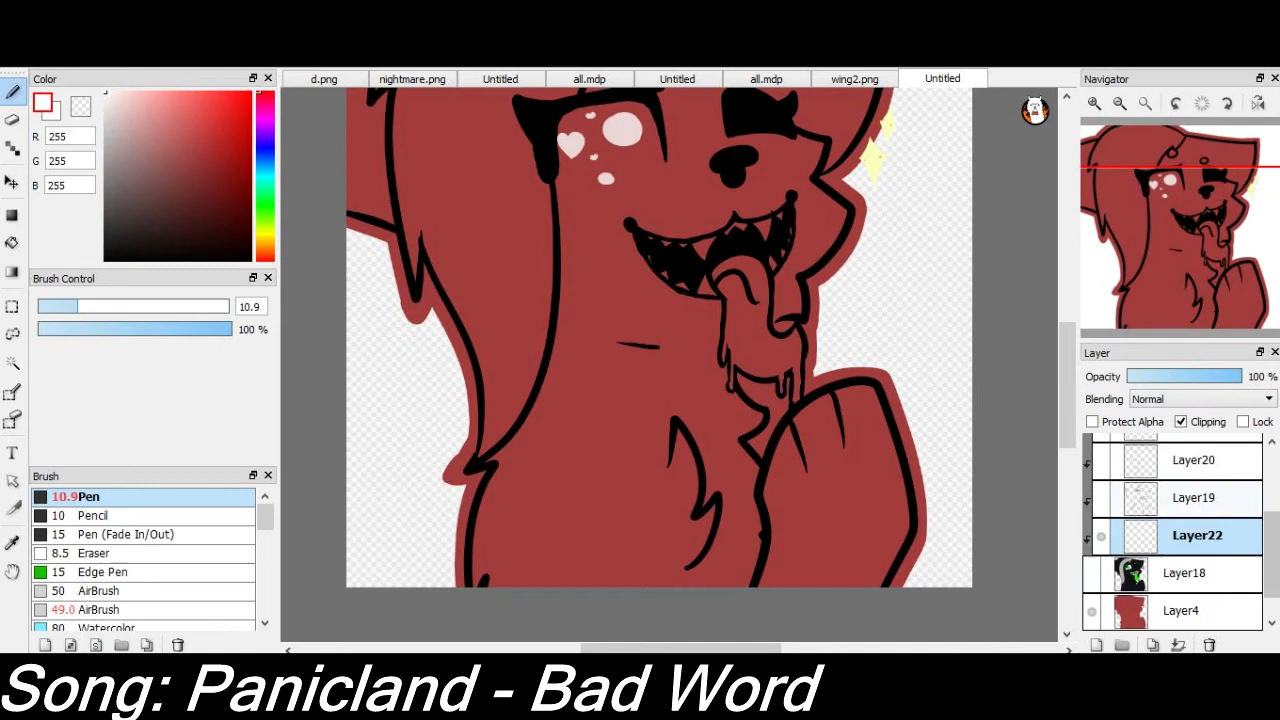 Color
d.png
nightmare.png
Untitled
all.mdp
Untitled
all.mdp
wing2.png
Untitled
Navigator
R 255
G 255
B 255
Brush Control
10.9
100 %
Layer
Opacity 100 %
Blending Normal
Protect Alpha Clipping Lock
Layer20
Layer19
Layer22
Layer18
Layer4
Brush
10.9 Pen
10 Pencil
15 Pen (Fade In/Out)
8.5 Eraser
15 Edge Pen
50 AirBrush
49.0 AirBrush
80 Watercolor
T
Song: Panicland - Bad Word